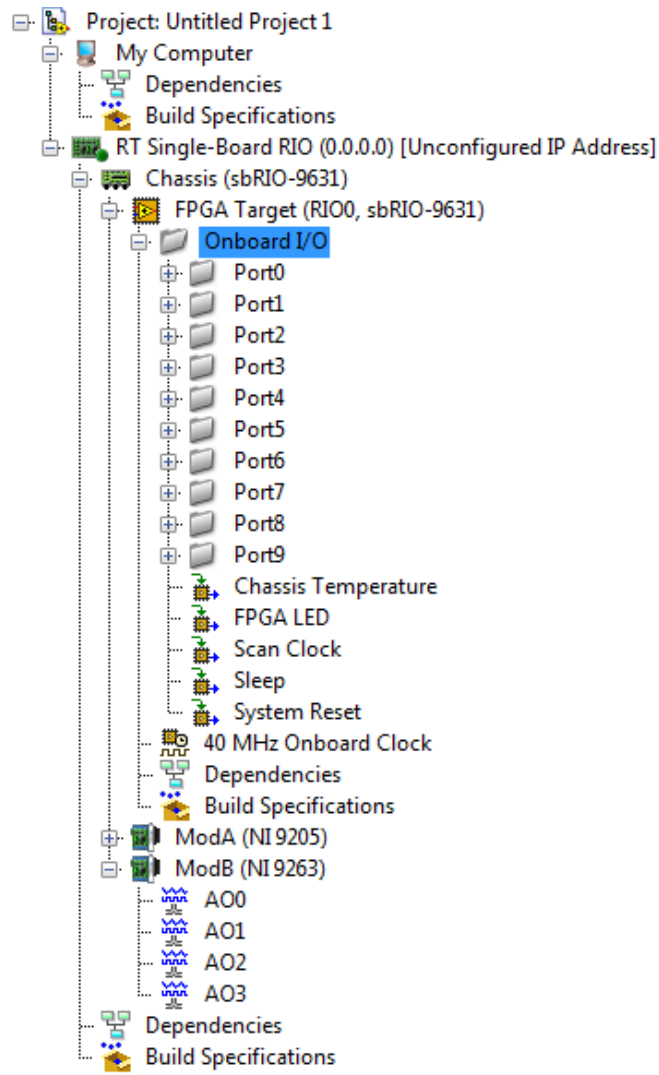 Project: Untitled Project 1
My Computer
Dependencies
Build Specifications
RT Single-Board RIO (0.0.0.0) [Unconfigured IP Address]
Chassis (sbRIO-9631)
FPGA Target (RIO0, sbRIO-9631)
Onboard I/O
Port0
Port1
Port2
Port3
Port4
Port5
Port6
Port7
Port8
Port9
Chassis Temperature
FPGA LED
Scan Clock
Sleep
System Reset
40 MHz Onboard Clock
Dependencies
Build Specifications
ModA (NI 9205)
ModB (NI 9263)
AO0
AO1
AO2
AO3
Dependencies
Build Specifications